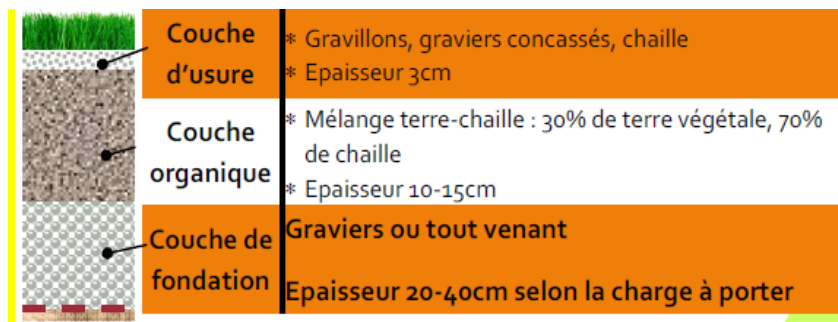 Couche d'usure
* Gravillons, graviers concassés, chaille
* Epaisseur 3cm
Couche organique
* Mélange terre-chaille : 30% de terre végétale, 70%
de chaille
* Epaisseur 10-15cm
Couche de fondation
Graviers ou tout venant
Epaisseur 20-40cm selon la charge à porter